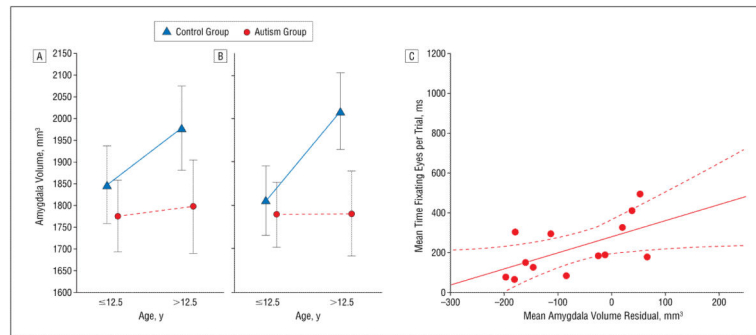 Control Group Autism Group
A
B
C
Amygdala Volume, mm³
2150
2100
2050
2000
1950
1900
1850
1800
1750
1700
1650
1600
≤12.5 >12.5
Age, y
≤12.5 >12.5
Age, y
Mean Time Fixating Eyes per Trial, ms
1200
1000
800
600
400
200
0
−300 −200 −100 0 100 200
Mean Amygdala Volume Residual, mm³